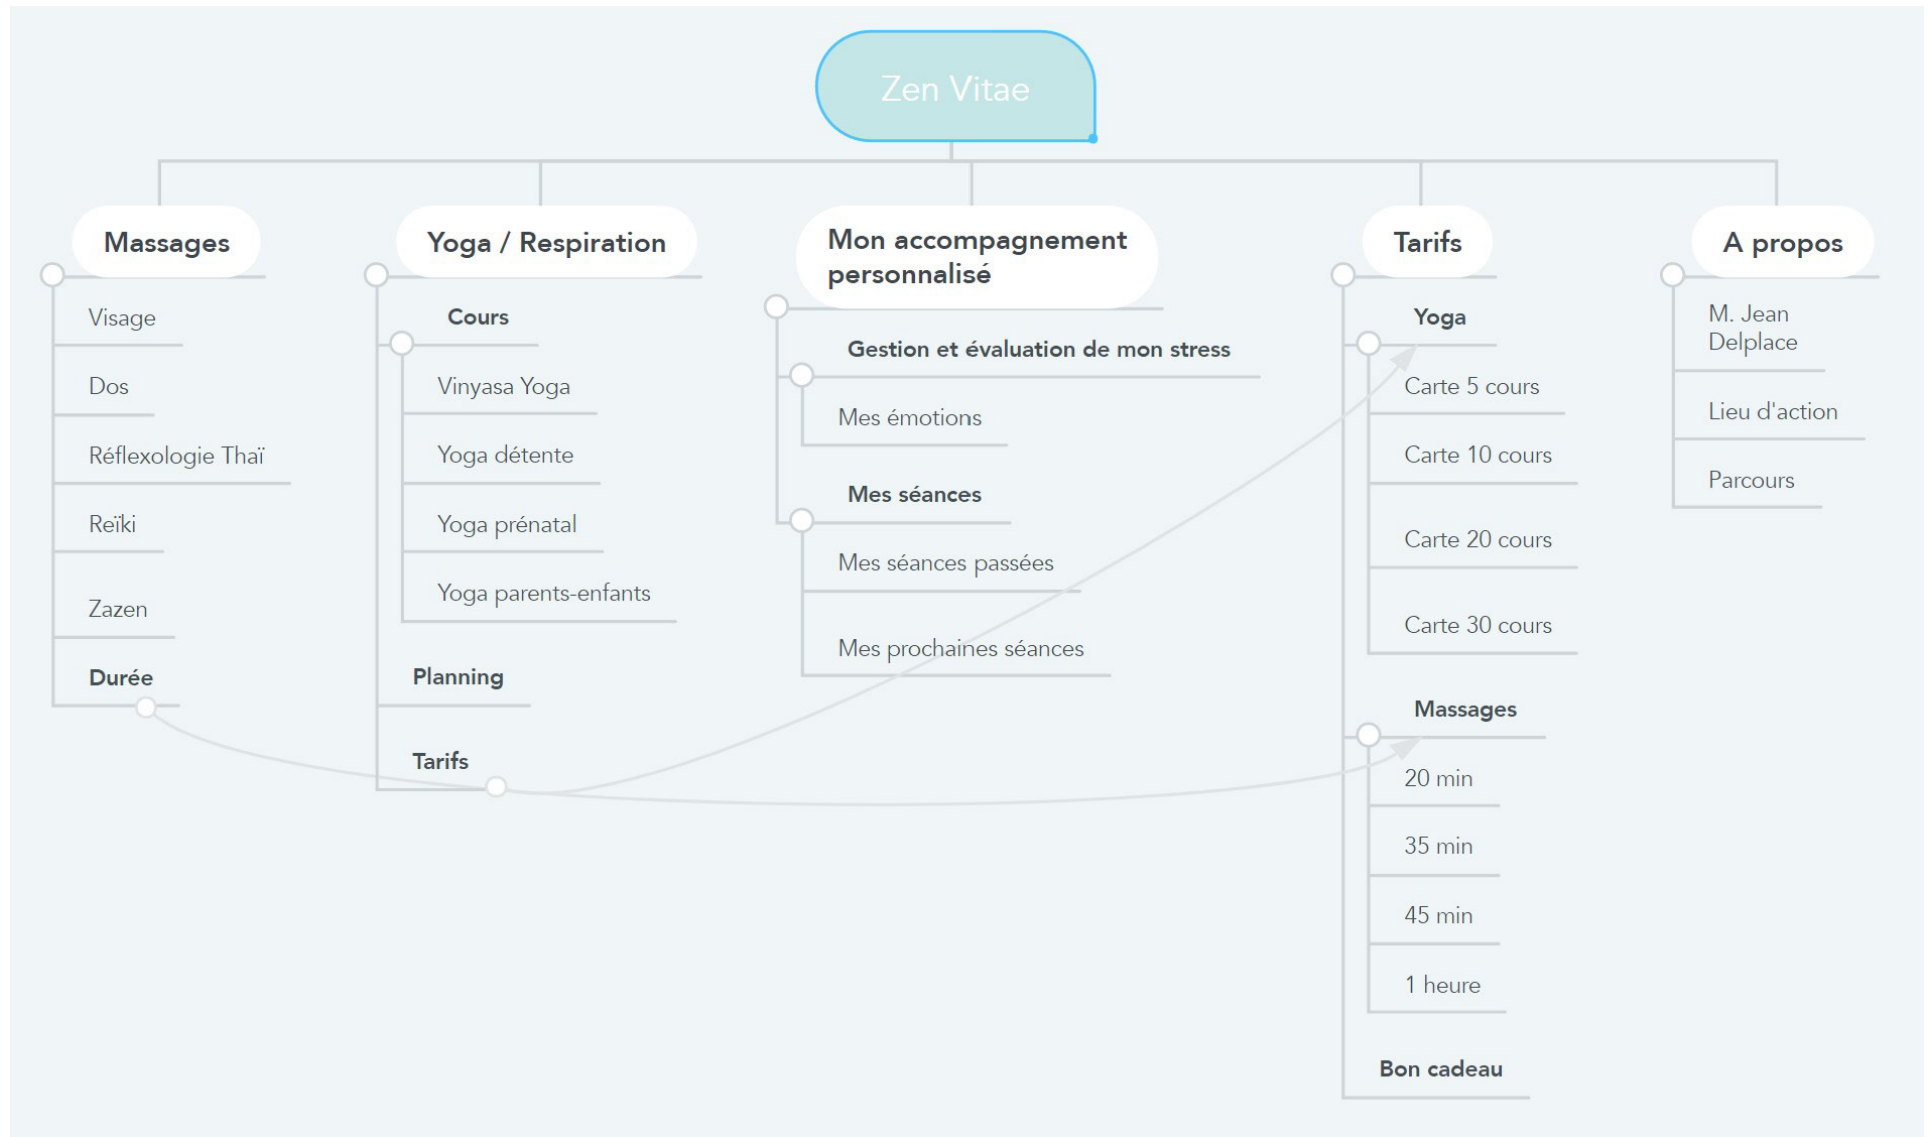 Zen Vitae
Massages
Visage
Dos
Réflexologie Thaï
Reïki
Zazen
Durée
Yoga / Respiration
Cours
Vinyasa Yoga
Yoga détente
Yoga prénatal
Yoga parents-enfants
Planning
Tarifs
Mon accompagnement
personnalisé
Gestion et évaluation de mon stress
Mes émotions
Mes séances
Mes séances passées
Mes prochaines séances
Tarifs
Yoga
Carte 5 cours
Carte 10 cours
Carte 20 cours
Carte 30 cours
Massages
20 min
35 min
45 min
1 heure
Bon cadeau
A propos
M. Jean
Delplace
Lieu d'action
Parcours